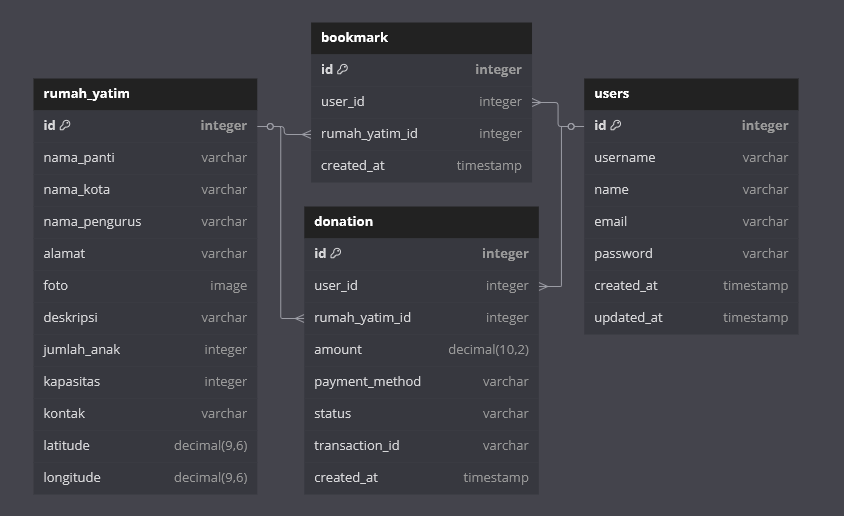 bookmark
id integer
user_id integer
rumah_yatim_id integer
created_at timestamp
rumah_yatim
id integer
nama_panti varchar
nama_kota varchar
nama_pengurus varchar
alamat varchar
foto image
deskripsi varchar
jumlah_anak integer
kapasitas integer
kontak varchar
latitude decimal(9,6)
longitude decimal(9,6)
donation
id integer
user_id integer
rumah_yatim_id integer
amount decimal(10,2)
payment_method varchar
status varchar
transaction_id varchar
created_at timestamp
users
id integer
username varchar
name varchar
email varchar
password varchar
created_at timestamp
updated_at timestamp